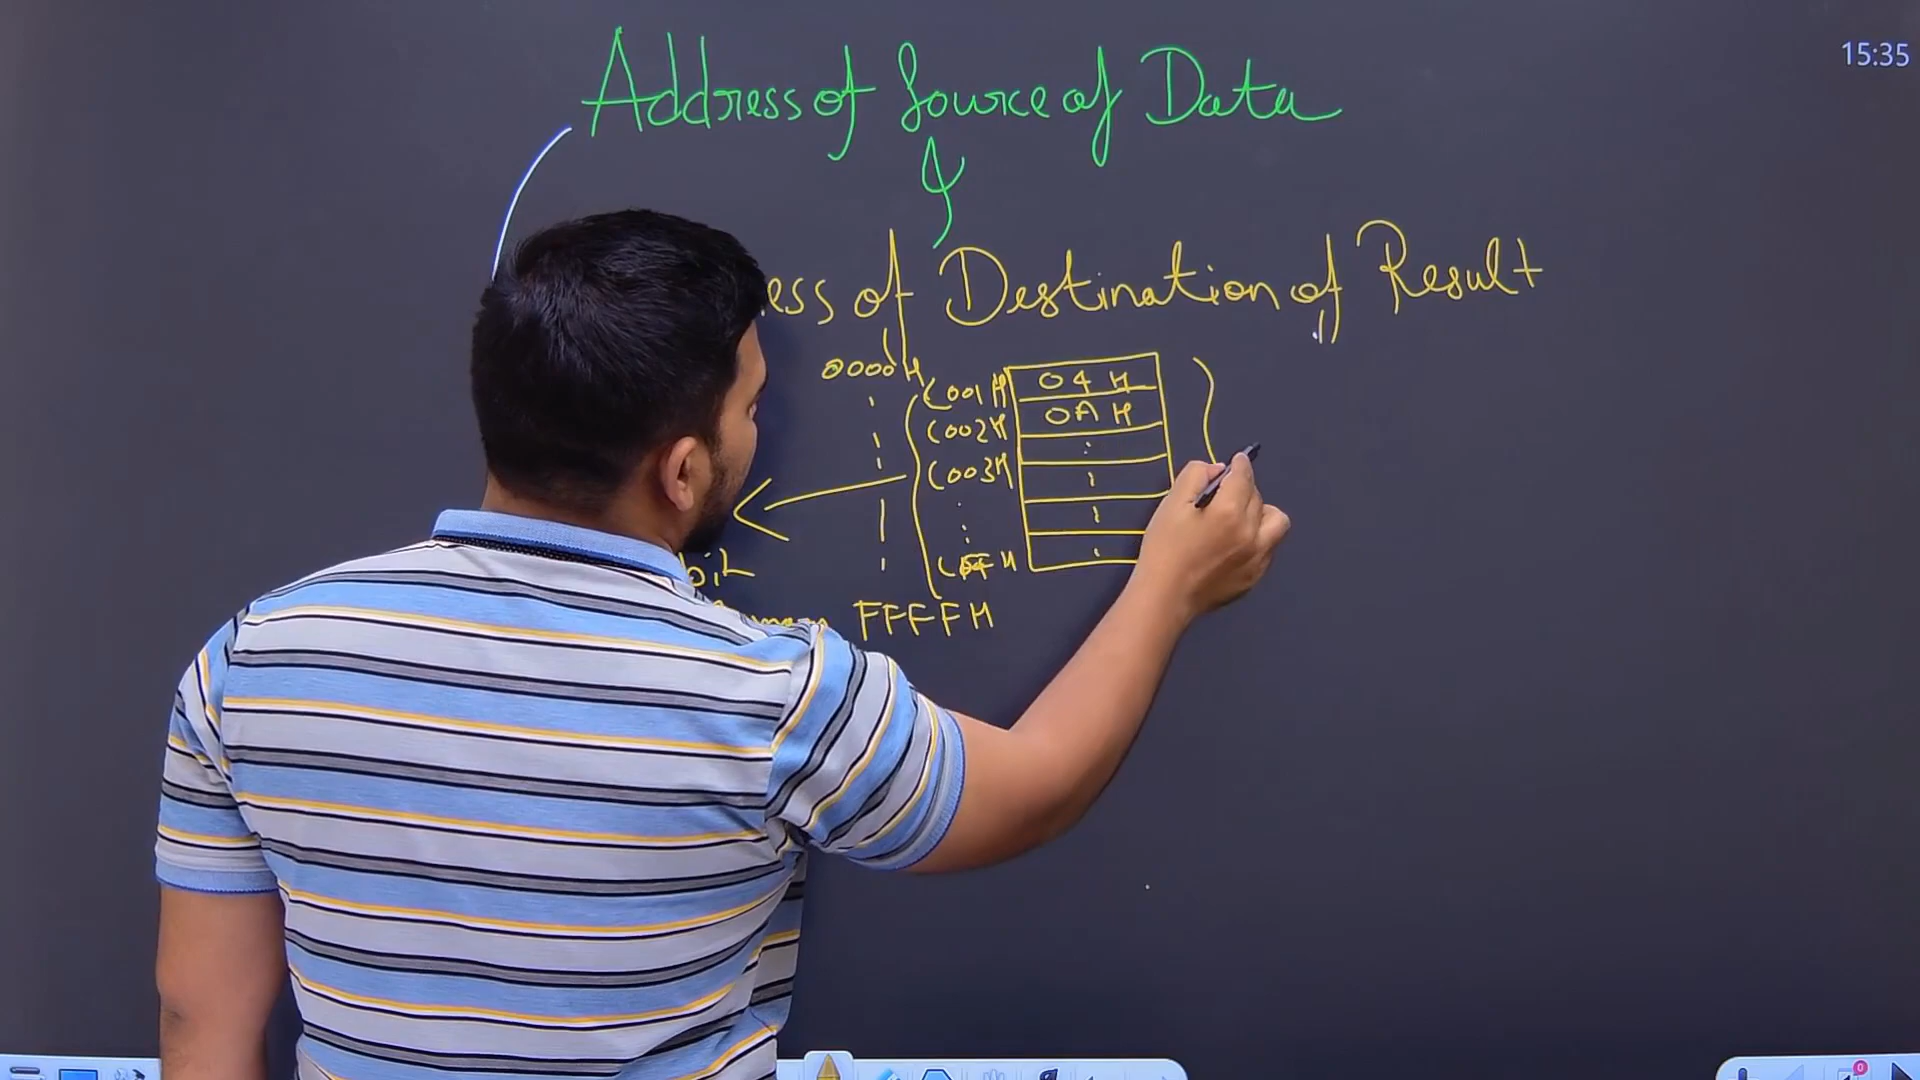 15:35
Address of Source of Data
&
ess of Destination of Result
0000H
C001H 04H
C002H 0AH
C003H
FFFFH
0